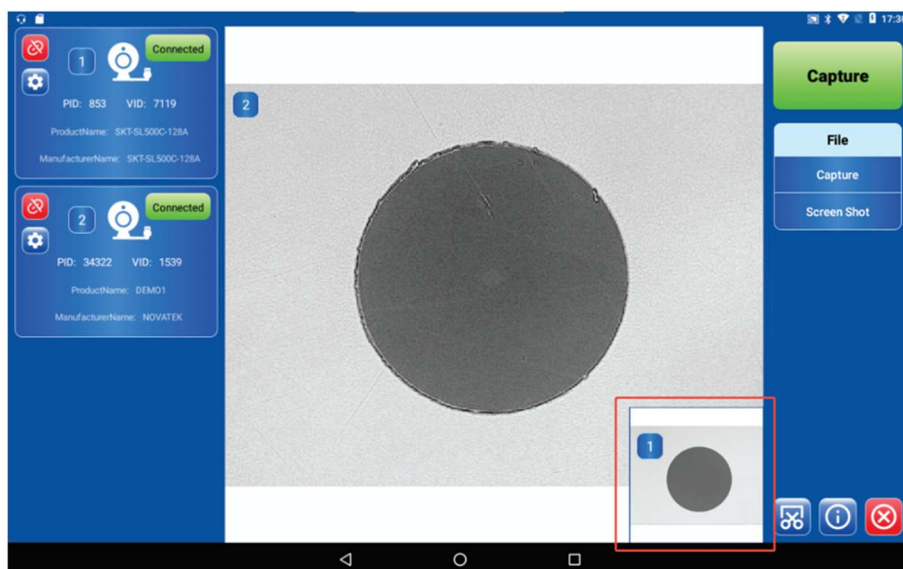 17:30
1
Connected
PID: 853 VID: 7119
ProductName: SKT-SL500C-128A
ManufacturerName: SKT-SL500C-128A
2
Connected
PID: 34322 VID: 1539
ProductName: DEMO1
ManufacturerName: NOVATEK
2
1
Capture
File
Capture
Screen Shot